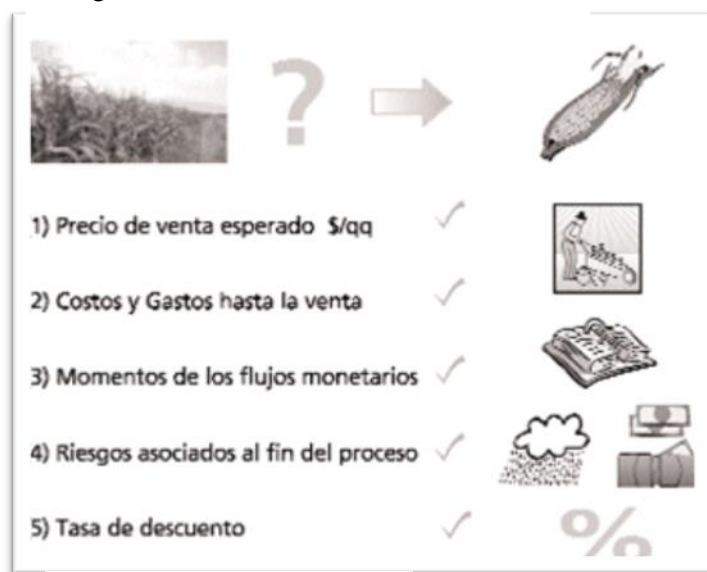 ?
1) Precio de venta esperado $/qq
2) Costos y Gastos hasta la venta
3) Momentos de los flujos monetarios
4) Riesgos asociados al fin del proceso
5) Tasa de descuento
%